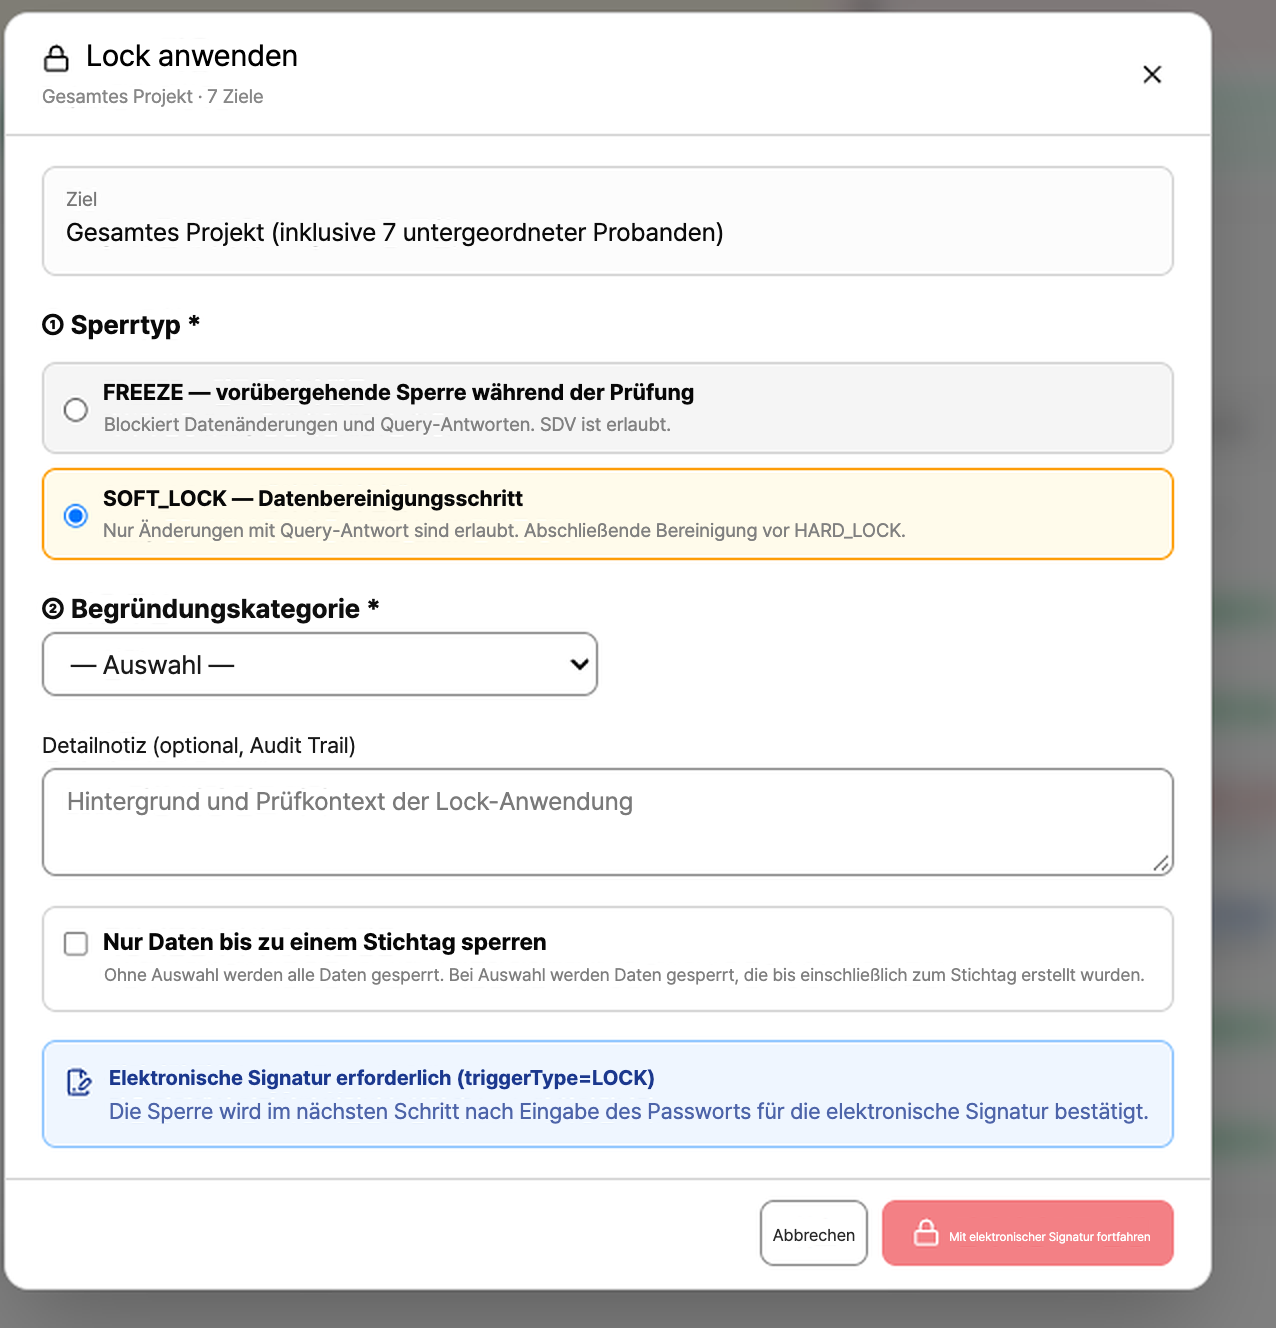 Lock anwenden
Gesamtes Projekt · 7 Ziele
Ziel
Gesamtes Projekt (inklusive 7 untergeordneter Probanden)
① Sperrtyp *
FREEZE — vorübergehende Sperre während der Prüfung
Blockiert Datenänderungen und Query-Antworten. SDV ist erlaubt.
SOFT_LOCK — Datenbereinigungsschritt
Nur Änderungen mit Query-Antwort sind erlaubt. Abschließende Bereinigung vor HARD_LOCK.
② Begründungskategorie *
— Auswahl —
Detailnotiz (optional, Audit Trail)
Hintergrund und Prüfkontext der Lock-Anwendung
Nur Daten bis zu einem Stichtag sperren
Ohne Auswahl werden alle Daten gesperrt. Bei Auswahl werden Daten gesperrt, die bis einschließlich zum Stichtag erstellt wurden.
Elektronische Signatur erforderlich (triggerType=LOCK)
Die Sperre wird im nächsten Schritt nach Eingabe des Passworts für die elektronische Signatur bestätigt.
Abbrechen
Mit elektronischer Signatur fortfahren